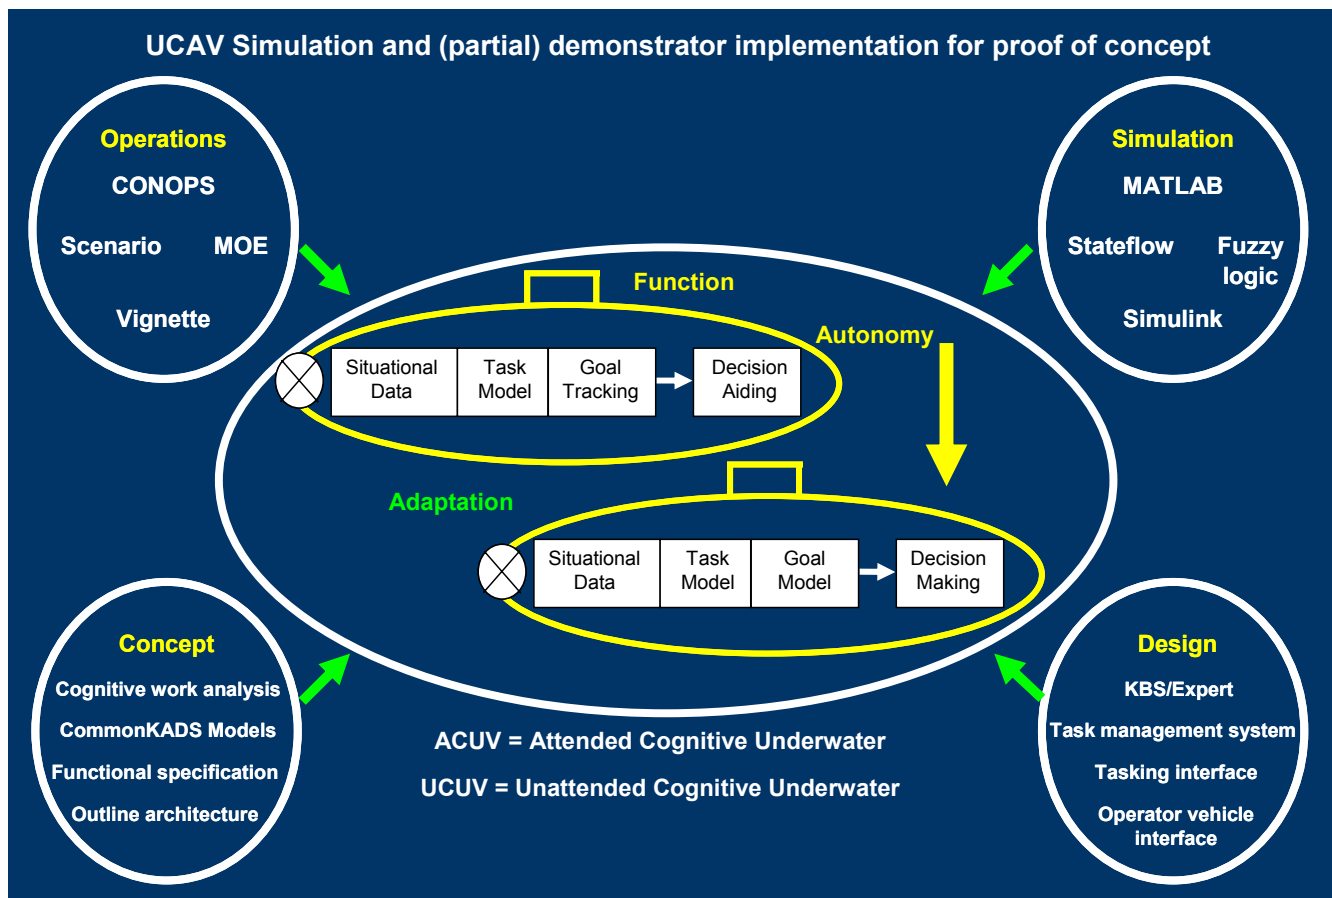 UCAV Simulation and (partial) demonstrator implementation for proof of concept
Operations
CONOPS
Scenario MOE
Vignette
Simulation
MATLAB
Stateflow Fuzzy
logic
Simulink
Function
Autonomy
Situational
Data
Task
Model
Goal
Tracking
Decision
Aiding
Adaptation
Situational
Data
Task
Model
Goal
Model
Decision
Making
Concept
Cognitive work analysis
CommonKADS Models
Functional specification
Outline architecture
ACUV = Attended Cognitive Underwater
UCUV = Unattended Cognitive Underwater
Design
KBS/Expert
Task management system
Tasking interface
Operator vehicle
interface